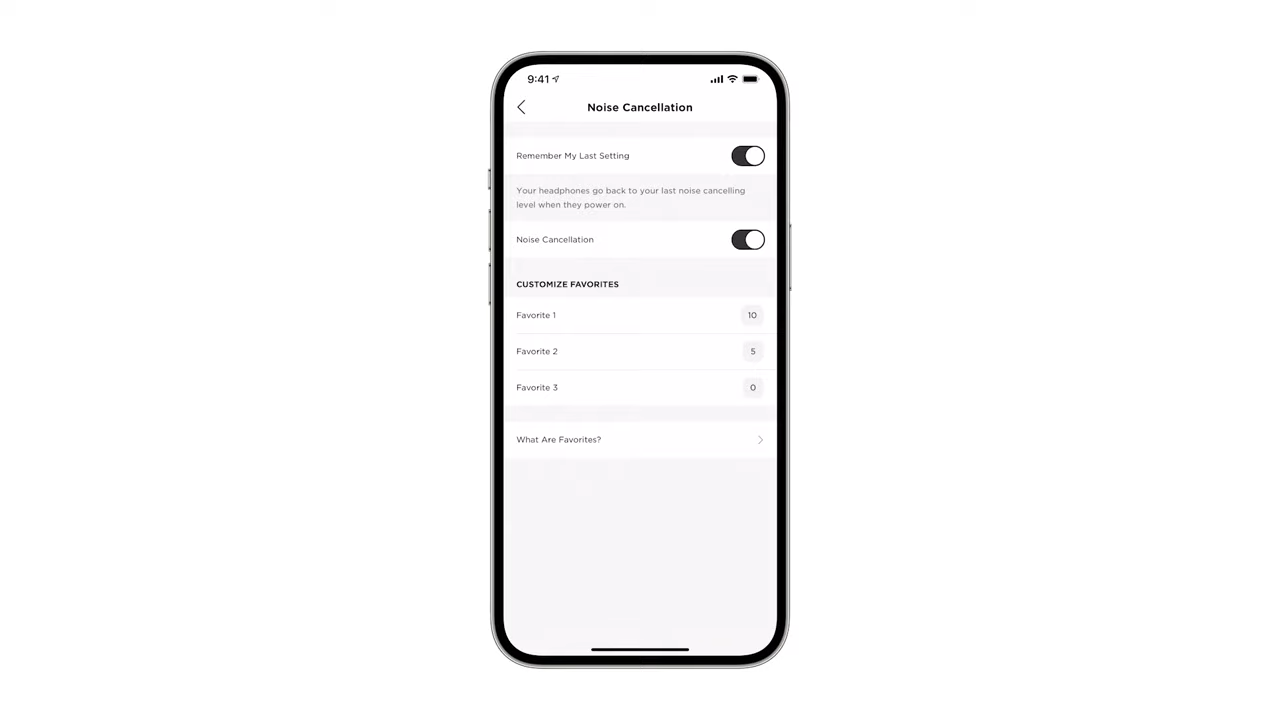 9:41
Noise Cancellation
Remember My Last Setting
Your headphones go back to your last noise cancelling
level when they power on.
Noise Cancellation
CUSTOMIZE FAVORITES
Favorite 1 10
Favorite 2 5
Favorite 3 0
What Are Favorites?